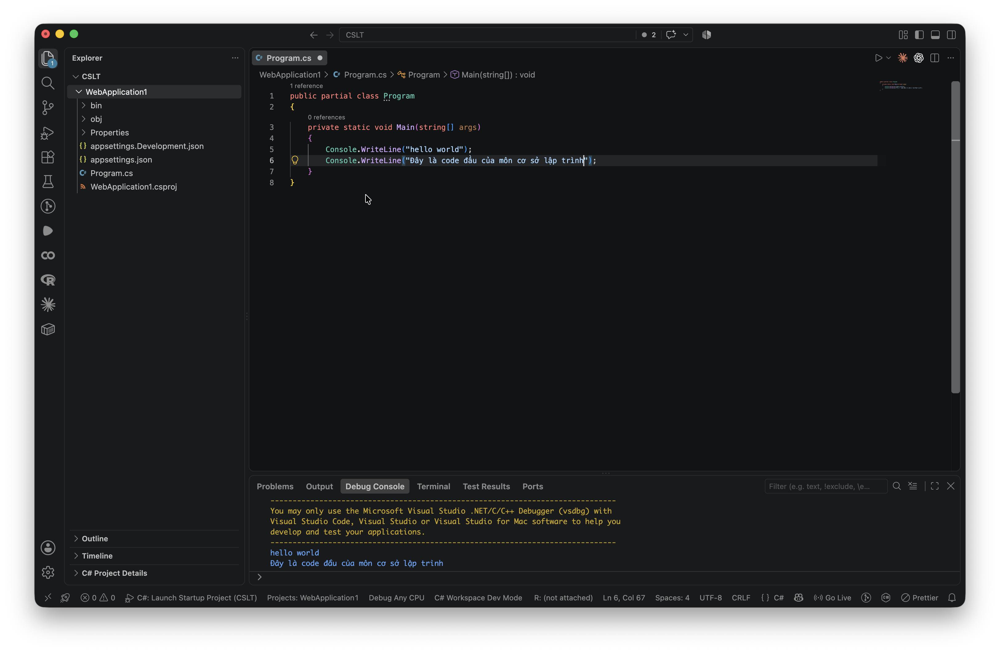 CSLT
2
Explorer
1
CSLT
WebApplication1
bin
obj
Properties
appsettings.Development.json
appsettings.json
Program.cs
WebApplication1.csproj
Outline
Timeline
C# Project Details
Program.cs
WebApplication1 > Program.cs > Program > Main(string[]) : void
1 reference
1 public partial class Program
2 {
0 references
3 private static void Main(string[] args)
4 {
5 Console.WriteLine("hello world");
6 Console.WriteLine("Đây là code đầu của môn cơ sở lập trình");
7 }
8 }
Problems Output Debug Console Terminal Test Results Ports
Filter (e.g. text, !exclude, \e...
------------------------------------------------------------------------------
You may only use the Microsoft Visual Studio .NET/C/C++ Debugger (vsdbg) with
Visual Studio Code, Visual Studio or Visual Studio for Mac software to help you
develop and test your applications.
------------------------------------------------------------------------------
hello world
Đây là code đầu của môn cơ sở lập trình
>
0 0 C#: Launch Startup Project (CSLT) Projects: WebApplication1 Debug Any CPU C# Workspace Dev Mode R: (not attached) Ln 6, Col 67 Spaces: 4 UTF-8 CRLF {} C# Go Live Prettier